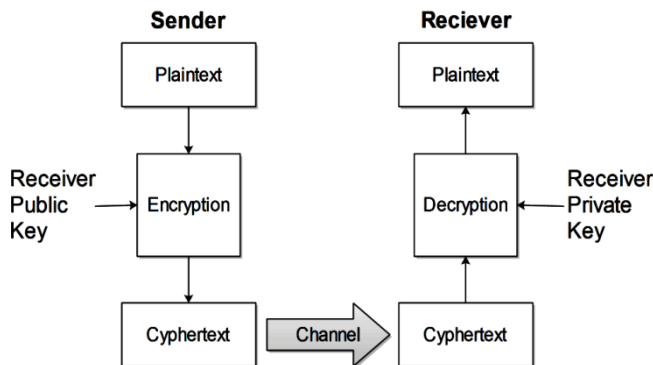 Sender
Reciever
Plaintext
Plaintext
Receiver
Public
Key
Encryption
Decryption
Receiver
Private
Key
Cyphertext
Channel
Cyphertext